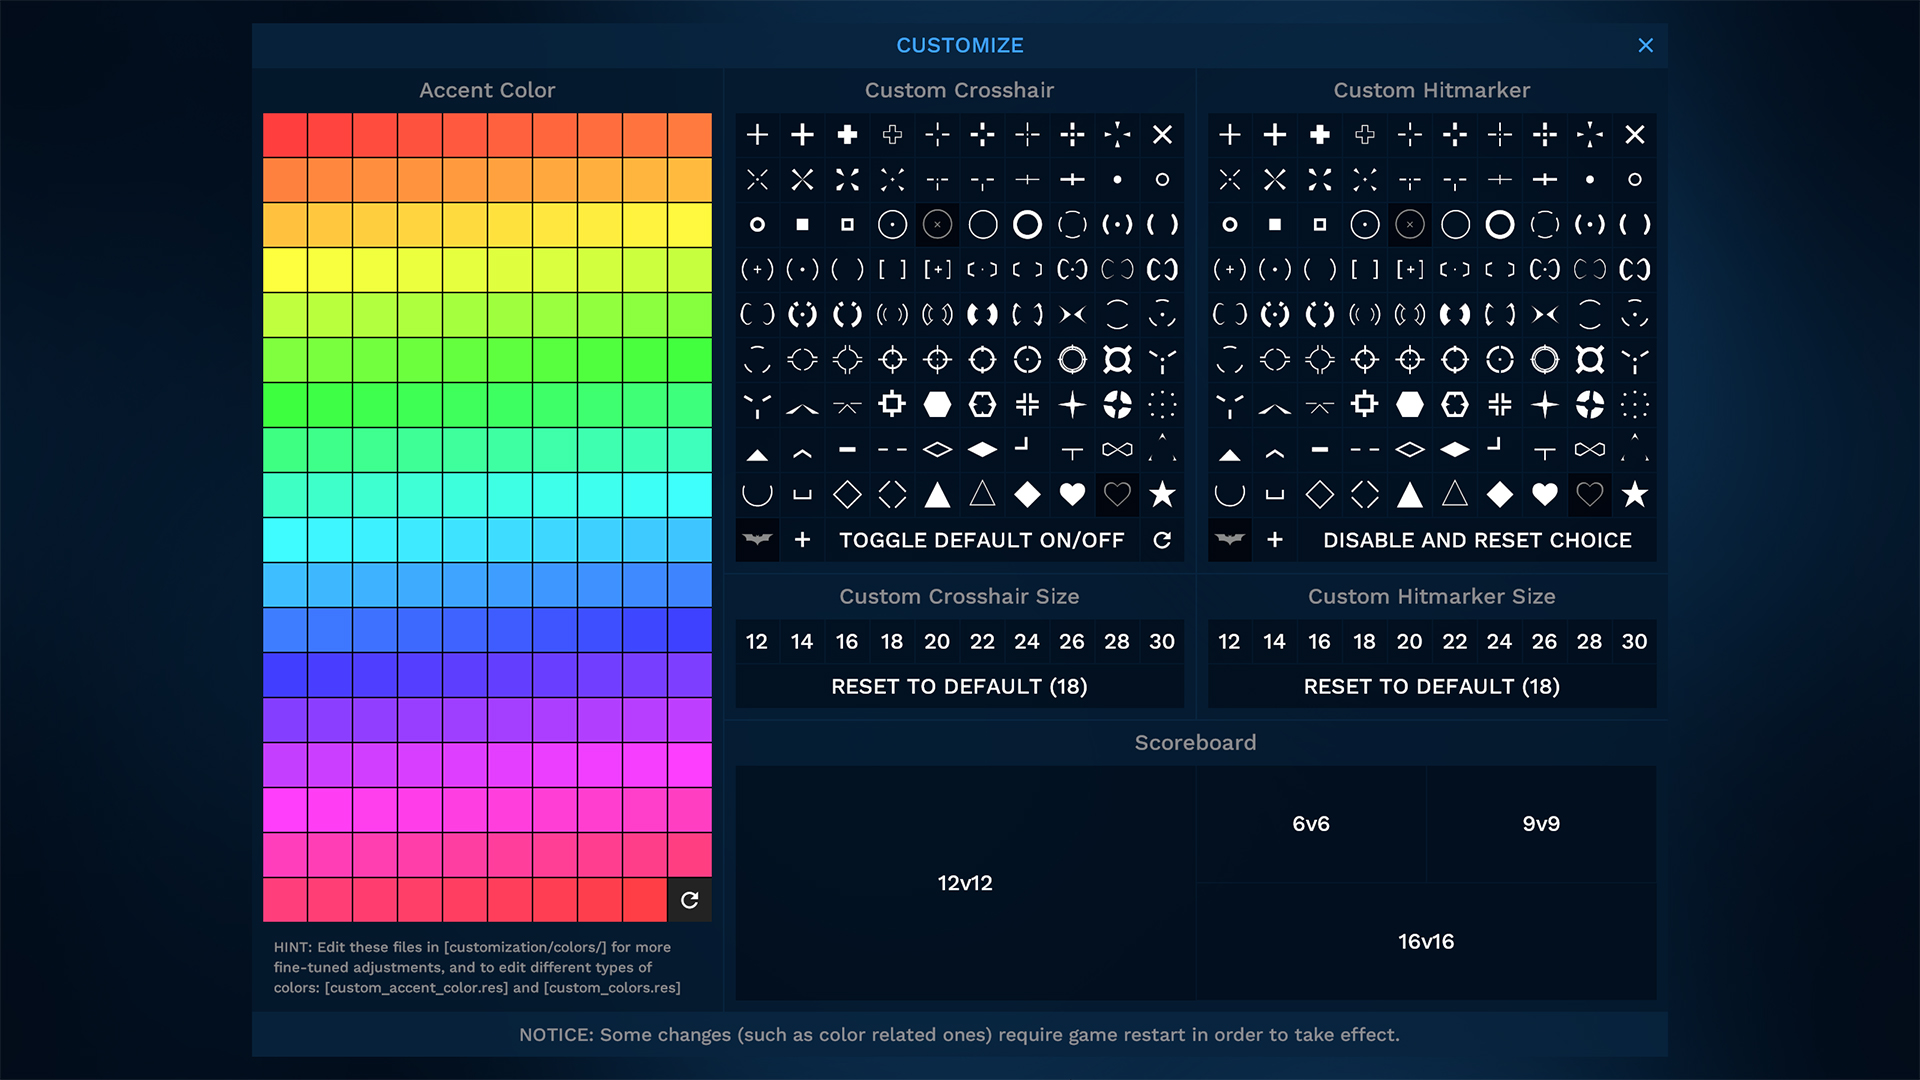 CUSTOMIZE
Accent Color
HINT: Edit these files in [customization/colors/] for more
fine-tuned adjustments, and to edit different types of
colors: [custom_accent_color.res] and [custom_colors.res]
Custom Crosshair
TOGGLE DEFAULT ON/OFF
Custom Hitmarker
DISABLE AND RESET CHOICE
Custom Crosshair Size
12 14 16 18 20 22 24 26 28 30
RESET TO DEFAULT (18)
Custom Hitmarker Size
12 14 16 18 20 22 24 26 28 30
RESET TO DEFAULT (18)
Scoreboard
12v12
6v6
9v9
16v16
NOTICE: Some changes (such as color related ones) require game restart in order to take effect.